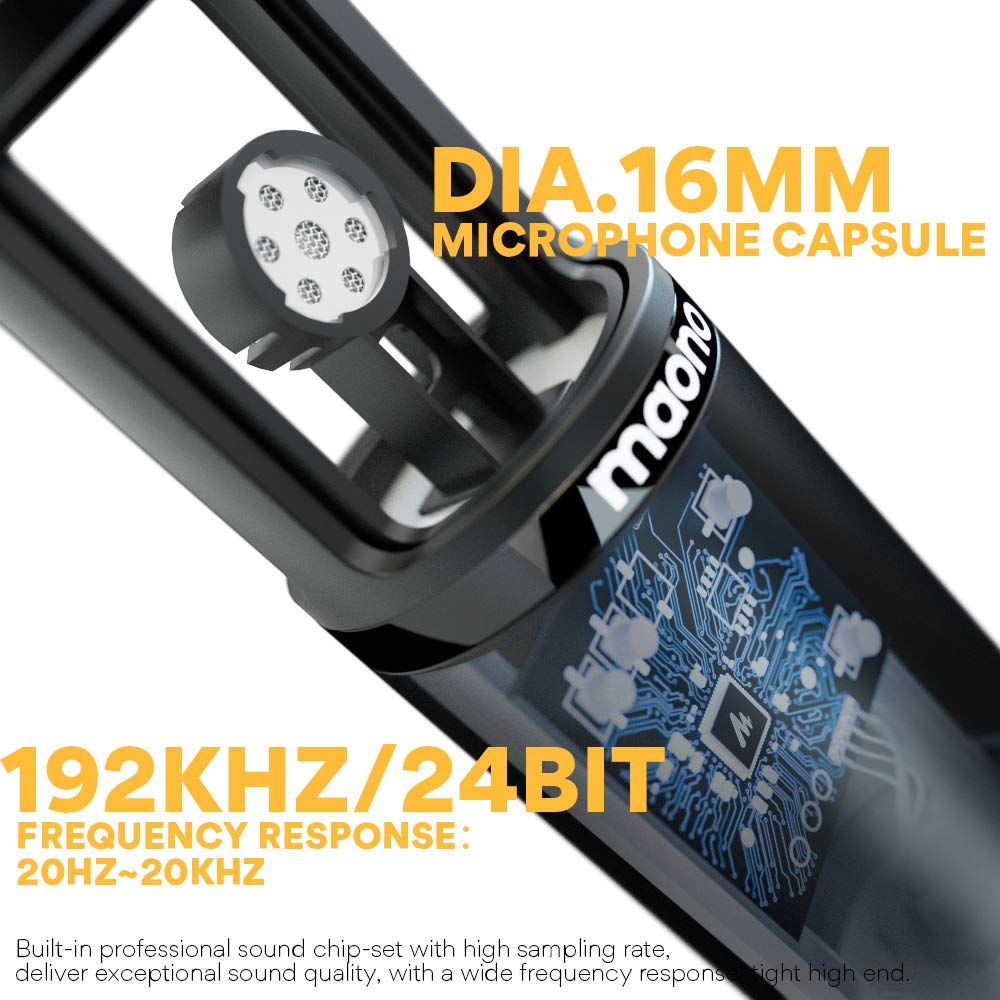 DIA.16MM
MICROPHONE CAPSULE
maono
192KHZ/24BIT
FREQUENCY RESPONSE:
20HZ~20KHZ
Built-in professional sound chip-set with high sampling rate,
deliver exceptional sound quality, with a wide frequency response, tight high end.